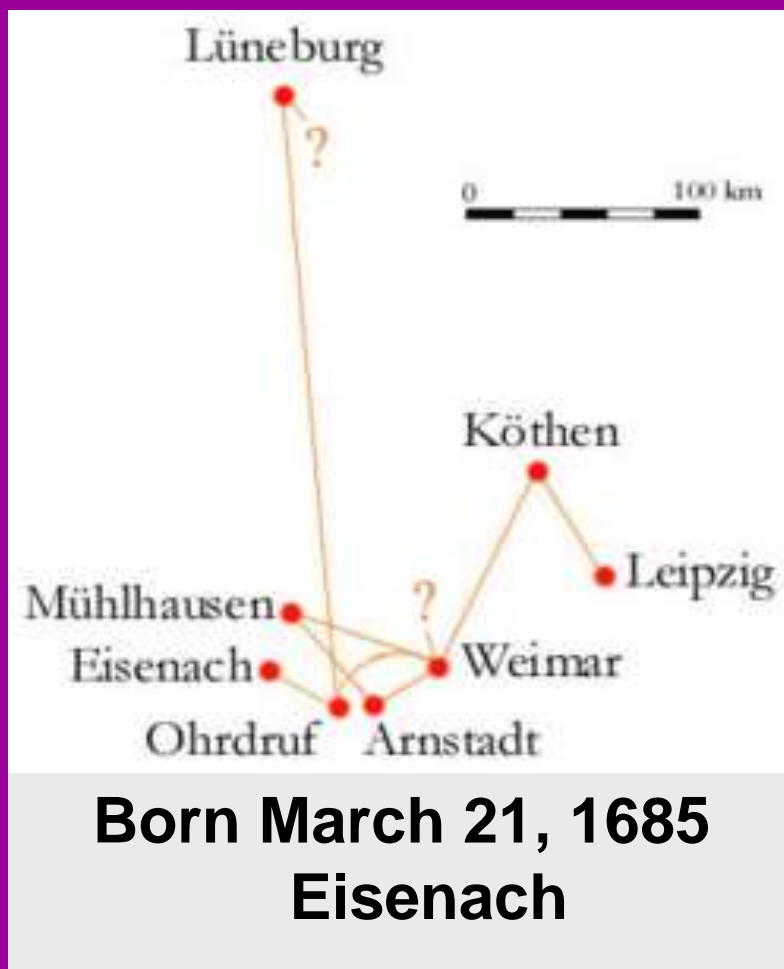 Lüneburg
?
0 100 km
Köthen
Leipzig
Mühlhausen
?
Eisenach
Weimar
Ohrdruf
Arnstadt
Born March 21, 1685
Eisenach